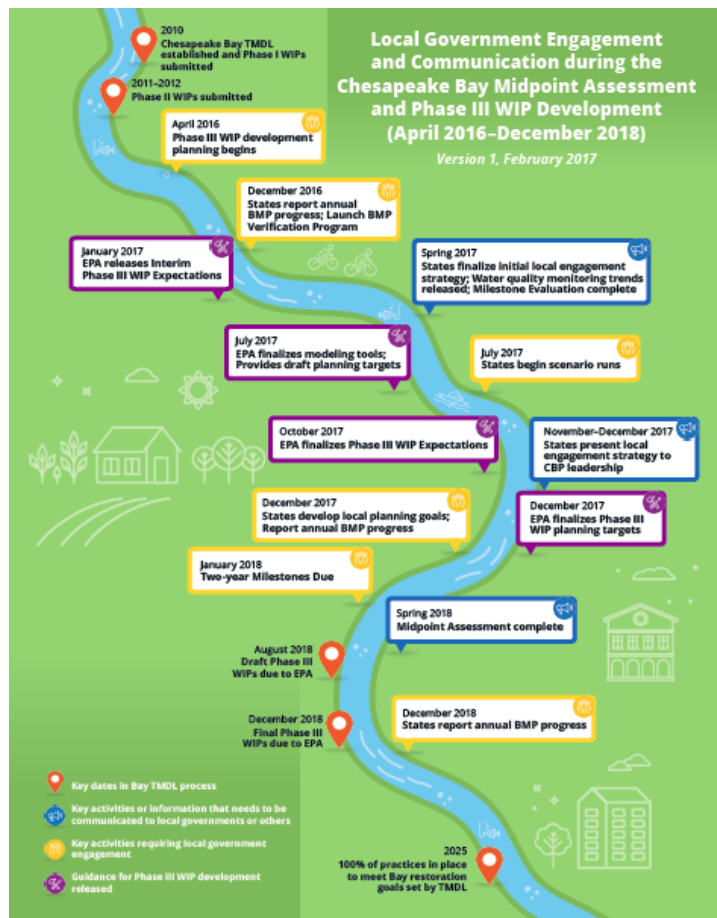 2010
Chesapeake Bay TMDL
established and Phase I WIPs
submitted
Local Government Engagement
and Communication during the
Chesapeake Bay Midpoint Assessment
and Phase III WIP Development
(April 2016–December 2018)
Version 1, February 2017
2011–2012
Phase II WIPs submitted
April 2016
Phase III WIP development
planning begins
December 2016
States report annual
BMP progress; Launch BMP
Verification Program
January 2017
EPA releases Interim
Phase III WIP Expectations
Spring 2017
States finalize initial local engagement
strategy; Water quality monitoring trends
released; Milestone Evaluation complete
July 2017
EPA finalizes modeling tools;
Provides draft planning targets
July 2017
States begin scenario runs
October 2017
EPA finalizes Phase III WIP Expectations
November–December 2017
States present local
engagement strategy to
CBP leadership
December 2017
States develop local planning goals;
Report annual BMP progress
December 2017
EPA finalizes Phase III
WIP planning targets
January 2018
Two-year Milestones Due
Spring 2018
Midpoint Assessment complete
August 2018
Draft Phase III
WIPs due to EPA
December 2018
Final Phase III
WIPs due to EPA
December 2018
States report annual BMP progress
Key dates in Bay TMDL process
Key activities or information that needs to be
communicated to local governments or others
Key activities requiring local government
engagement
Guidance for Phase III WIP development
released
2025
100% of practices in place
to meet Bay restoration
goals set by TMDL